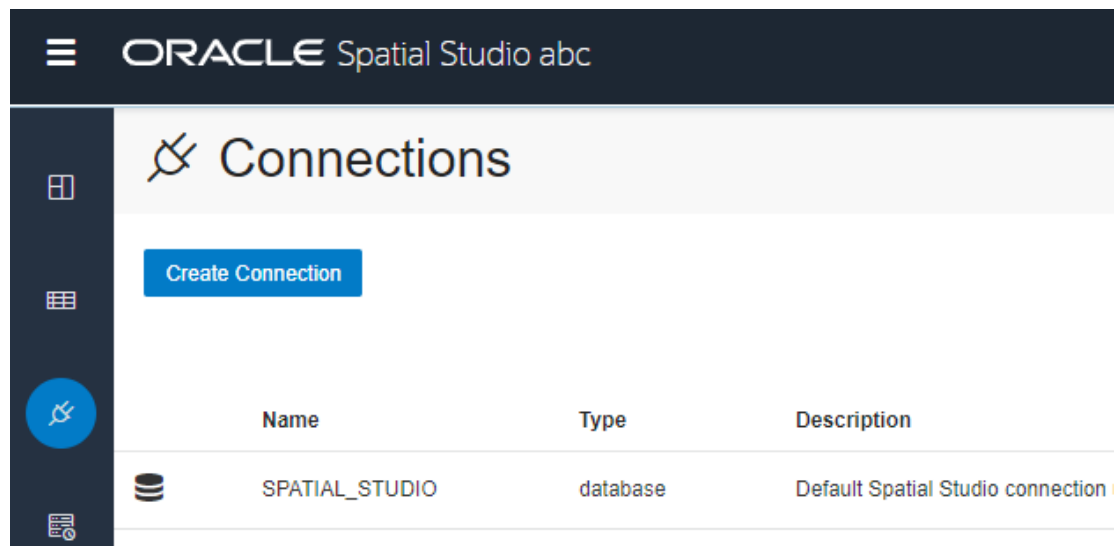 ORACLE Spatial Studio abc
Connections
Create Connection
Name Type Description
SPATIAL_STUDIO database Default Spatial Studio connection